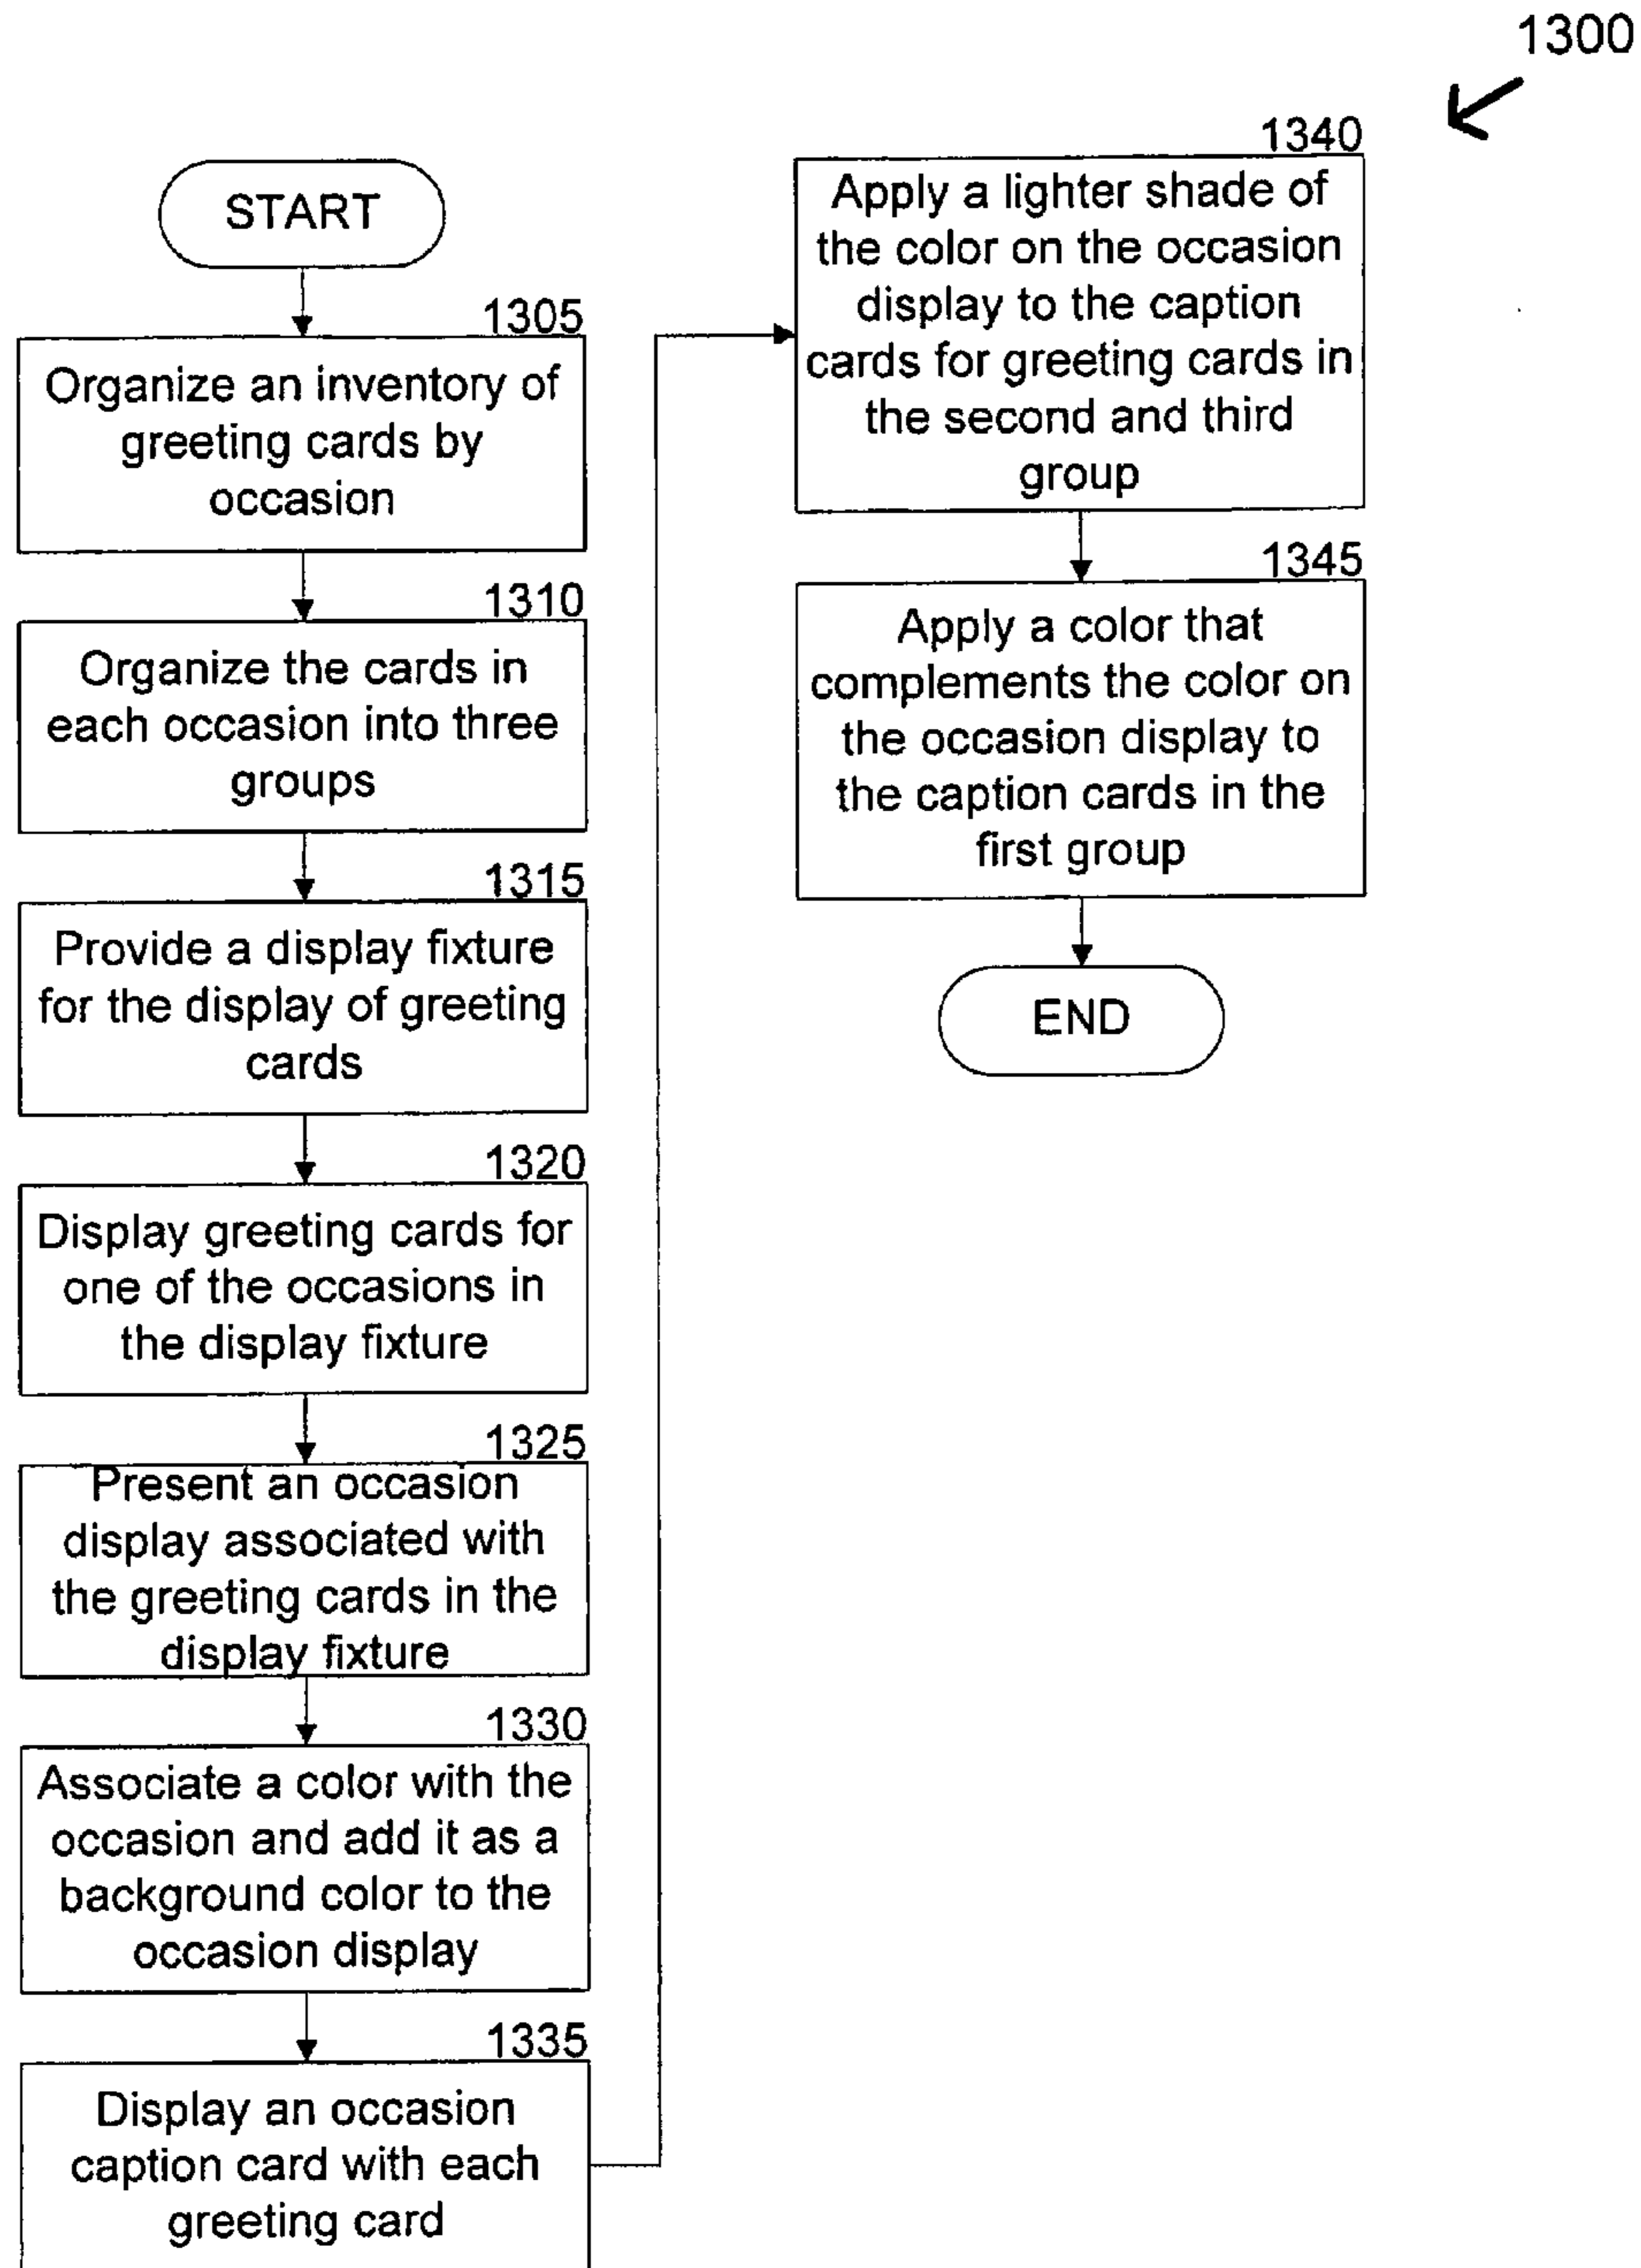 1300
START
1305
Organize an inventory of
greeting cards by
occasion
1310
Organize the cards in
each occasion into three
groups
1315
Provide a display fixture
for the display of greeting
cards
1320
Display greeting cards for
one of the occasions in
the display fixture
1325
Present an occasion
display associated with
the greeting cards in the
display fixture
1330
Associate a color with the
occasion and add it as a
background color to the
occasion display
1335
Display an occasion
caption card with each
greeting card
1340
Apply a lighter shade of
the color on the occasion
display to the caption
cards for greeting cards in
the second and third
group
1345
Apply a color that
complements the color on
the occasion display to
the caption cards in the
first group
END